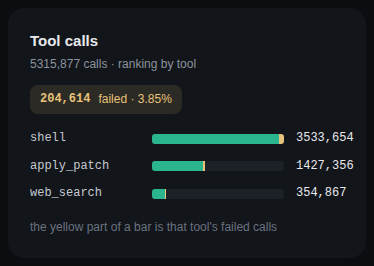 Tool calls
5315,877 calls · ranking by tool
204,614 failed · 3.85%
shell 3533,654
apply_patch 1427,356
web_search 354,867
the yellow part of a bar is that tool's failed calls